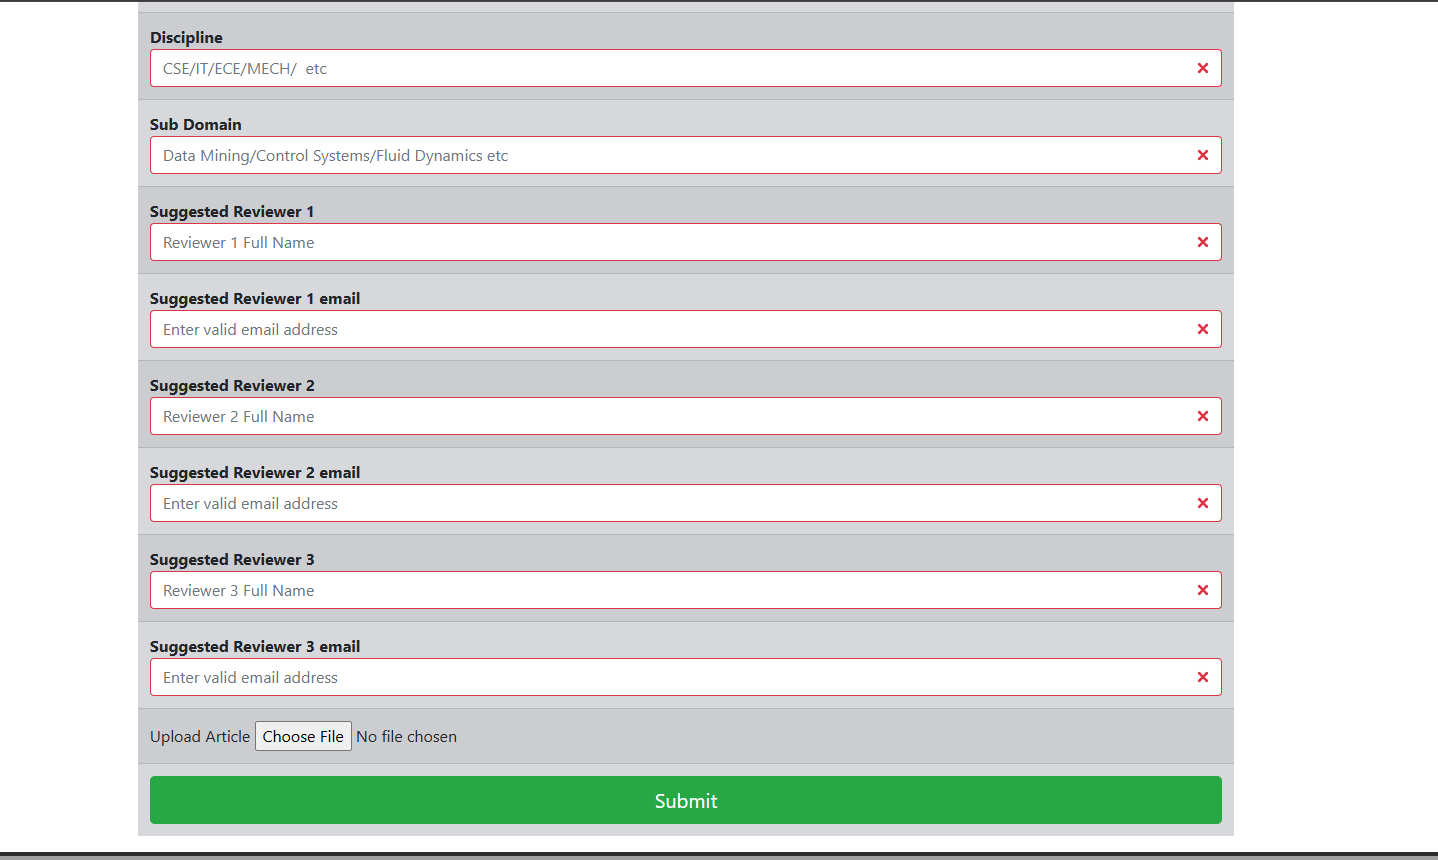 Discipline
CSE/IT/ECE/MECH/  etc
Sub Domain
Data Mining/Control Systems/Fluid Dynamics etc
Suggested Reviewer 1
Reviewer 1 Full Name
Suggested Reviewer 1 email
Enter valid email address
Suggested Reviewer 2
Reviewer 2 Full Name
Suggested Reviewer 2 email
Enter valid email address
Suggested Reviewer 3
Reviewer 3 Full Name
Suggested Reviewer 3 email
Enter valid email address
Upload Article Choose File No file chosen
Submit